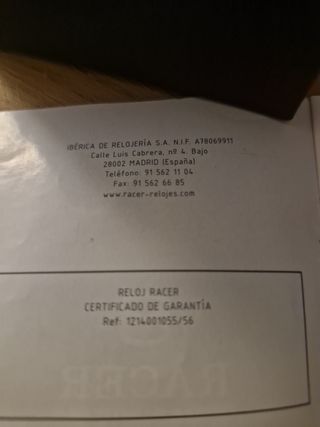 IBÉRICA DE RELOJERÍA S.A. N.I.F. A78069911
Calle Luis Cabrera, nº 4. Bajo
28002 MADRID (España)
Teléfono: 91 562 11 04
Fax: 91 562 66 85
www.racer-relojes.com
RELOJ RACER
CERTIFICADO DE GARANTÍA
Ref: 1214001055/56
RACER